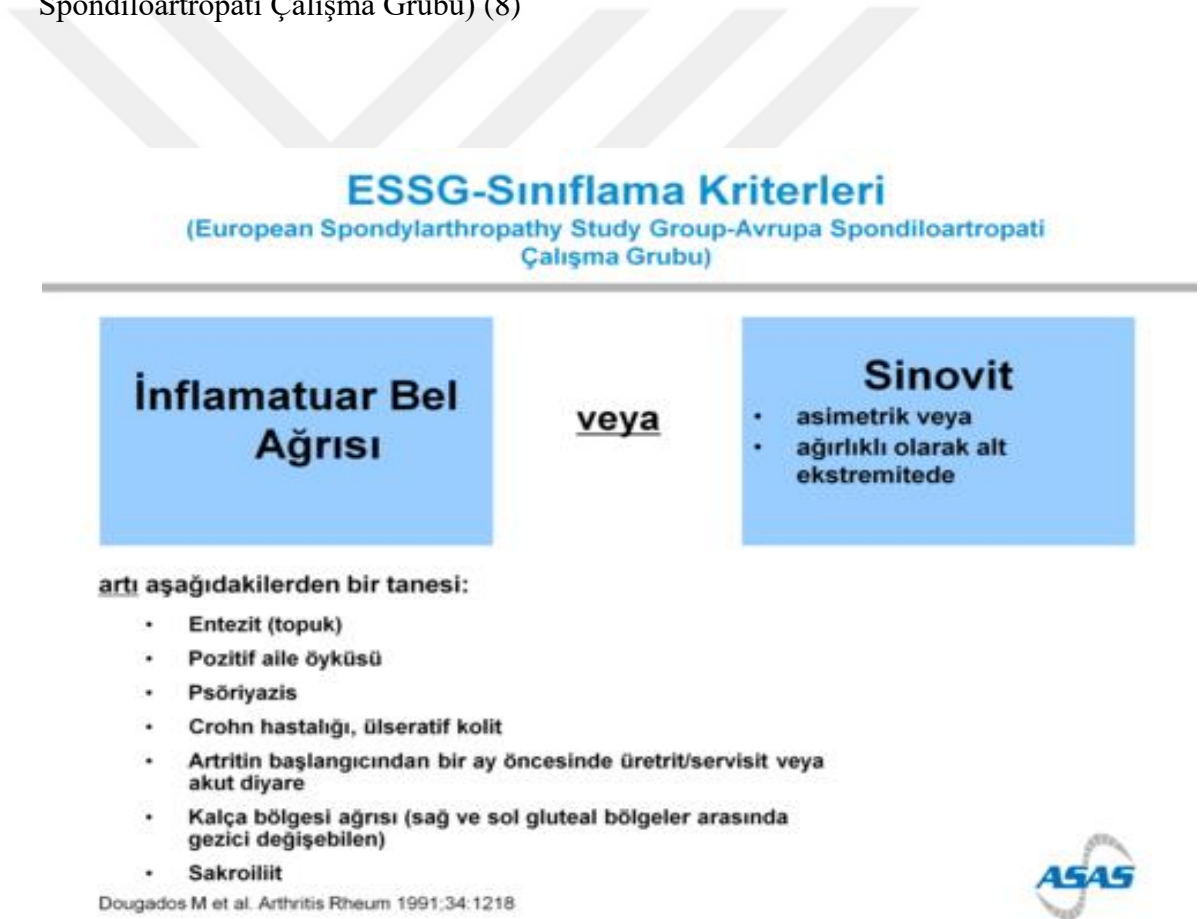 Spondiloartropati Çalışma Grubu) (8)
ESSG-Sınıflama Kriterleri
(European Spondylarthropathy Study Group-Avrupa Spondiloartropati
Çalışma Grubu)
İnflamatuar Bel
Ağrısı
veya
Sinovit
• asimetrik veya
• ağırlıklı olarak alt
ekstremitede
artı aşağıdakilerden bir tanesi:
• Entezit (topuk)
• Pozitif aile öyküsü
• Psöriyazis
• Crohn hastalığı, ülseratif kolit
• Artritin başlangıcından bir ay öncesinde üretrit/servisit veya
akut diyare
• Kalça bölgesi ağrısı (sağ ve sol gluteal bölgeler arasında
gezici değişebilen)
• Sakroiliit
Dougados M et al. Arthritis Rheum 1991;34:1218
ASAS